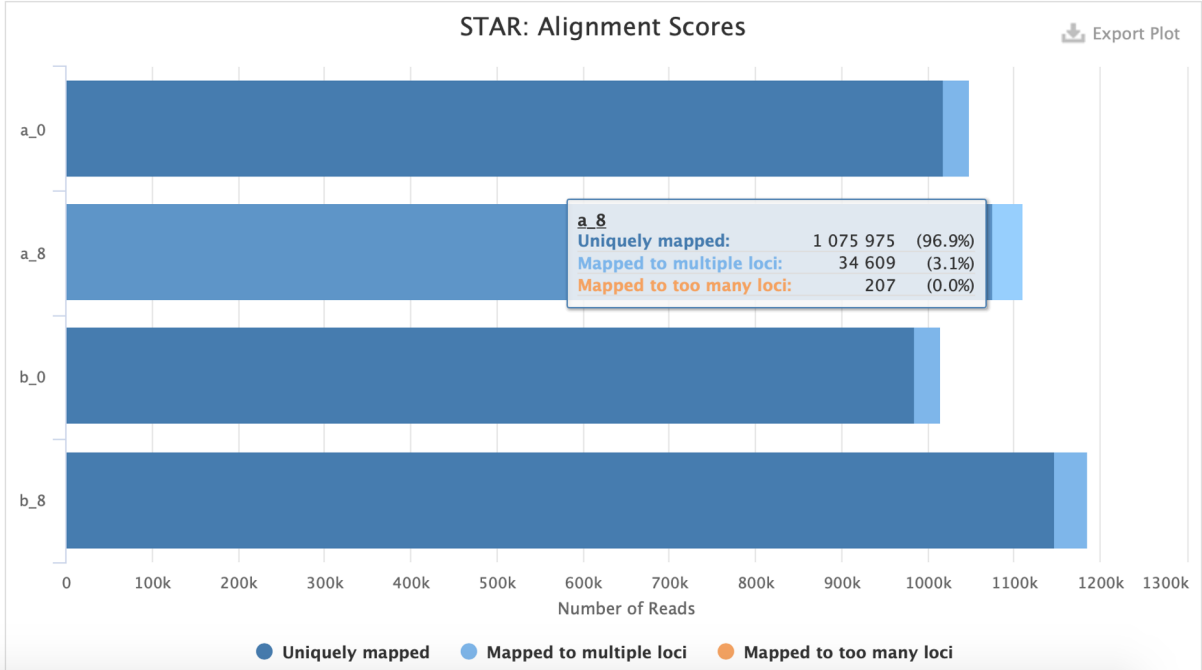 STAR: Alignment Scores
Export Plot
a_0
a_8
a_8
Uniquely mapped: 1 075 975 (96.9%)
Mapped to multiple loci: 34 609 (3.1%)
Mapped to too many loci: 207 (0.0%)
b_0
b_8
0 100k 200k 300k 400k 500k 600k 700k 800k 900k 1000k 1100k 1200k 1300k
Number of Reads
Uniquely mapped Mapped to multiple loci Mapped to too many loci